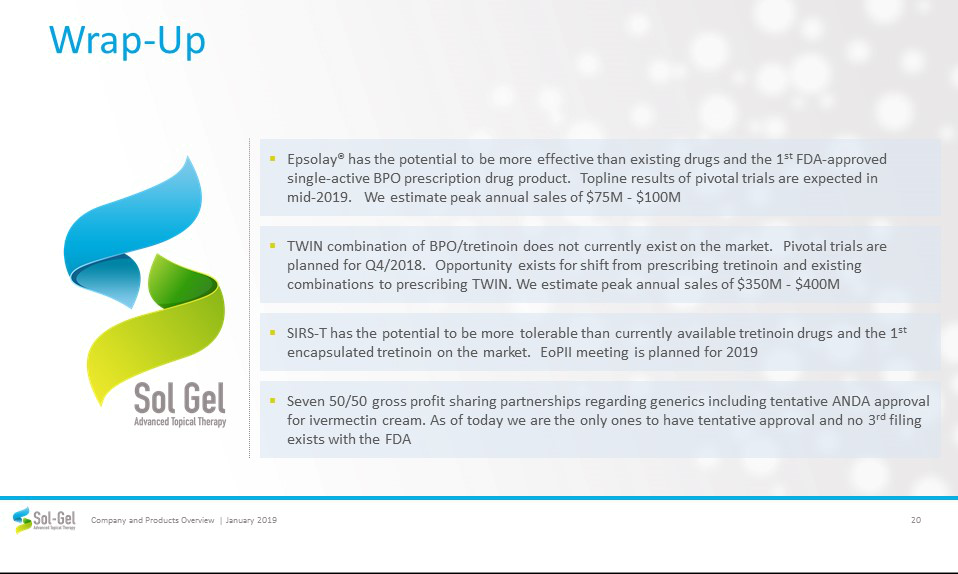 Wrap-Up
▪ Epsolay® has the potential to be more effective than existing drugs and the 1st FDA-approved
single-active BPO prescription drug product. Topline results of pivotal trials are expected in
mid-2019. We estimate peak annual sales of $75M - $100M
▪ TWIN combination of BPO/tretinoin does not currently exist on the market. Pivotal trials are
planned for Q4/2018. Opportunity exists for shift from prescribing tretinoin and existing
combinations to prescribing TWIN. We estimate peak annual sales of $350M - $400M
▪ SIRS-T has the potential to be more tolerable than currently available tretinoin drugs and the 1st
encapsulated tretinoin on the market. EoPII meeting is planned for 2019
▪ Seven 50/50 gross profit sharing partnerships regarding generics including tentative ANDA approval
for ivermectin cream. As of today we are the only ones to have tentative approval and no 3rd filing
exists with the FDA
Sol Gel
Advanced Topical Therapy
Sol-Gel
Advanced Topical Therapy
Company and Products Overview | January 2019
20